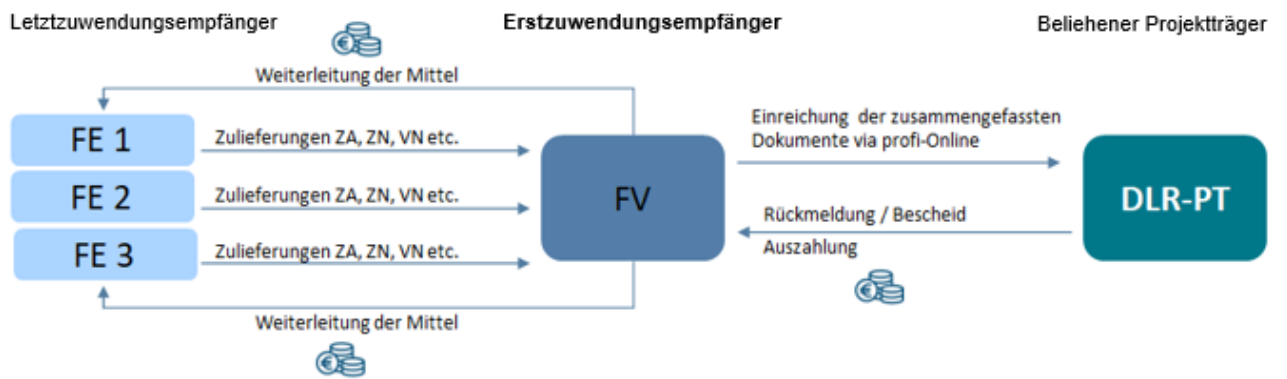 Letztzuwendungsempfänger
Erstzuwendungsempfänger
Beliehener Projektträger
Weiterleitung der Mittel
FE 1
Zulieferungen ZA, ZN, VN etc.
FE 2
Zulieferungen ZA, ZN, VN etc.
FE 3
Zulieferungen ZA, ZN, VN etc.
Weiterleitung der Mittel
FV
Einreichung der zusammengefassten
Dokumente via profi-Online
Rückmeldung / Bescheid
Auszahlung
DLR-PT